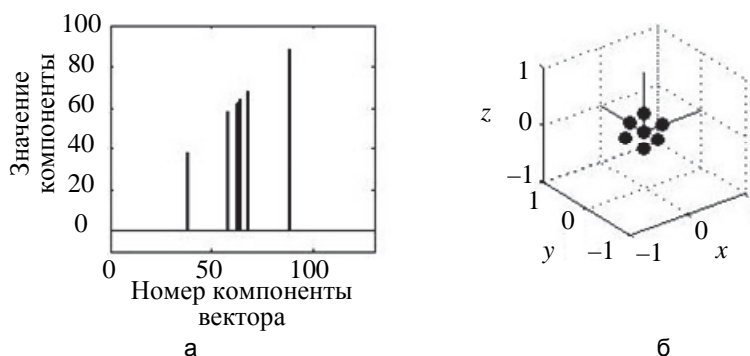 Значение
компоненты
100
80
60
40
20
0
0
50
100
Номер компоненты
вектора
а
z
1
0
–1
1
0
–1
y
–1
0
x
б